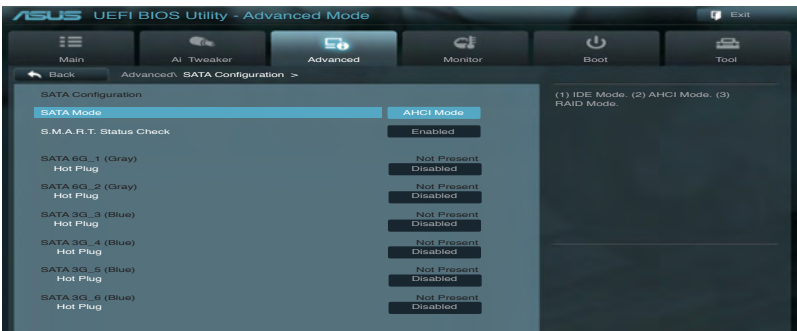 ASUS UEFI BIOS Utility - Advanced Mode
Exit
Main Ai Tweaker Advanced Monitor Boot Tool
Back Advanced\ SATA Configuration >
SATA Configuration
SATA Mode AHCI Mode
S.M.A.R.T. Status Check Enabled
SATA 6G_1 (Gray) Not Present
Hot Plug Disabled
SATA 6G_2 (Gray) Not Present
Hot Plug Disabled
SATA 3G_3 (Blue) Not Present
Hot Plug Disabled
SATA 3G_4 (Blue) Not Present
Hot Plug Disabled
SATA 3G_5 (Blue) Not Present
Hot Plug Disabled
SATA 3G_6 (Blue) Not Present
Hot Plug Disabled
(1) IDE Mode. (2) AHCI Mode. (3)
RAID Mode.